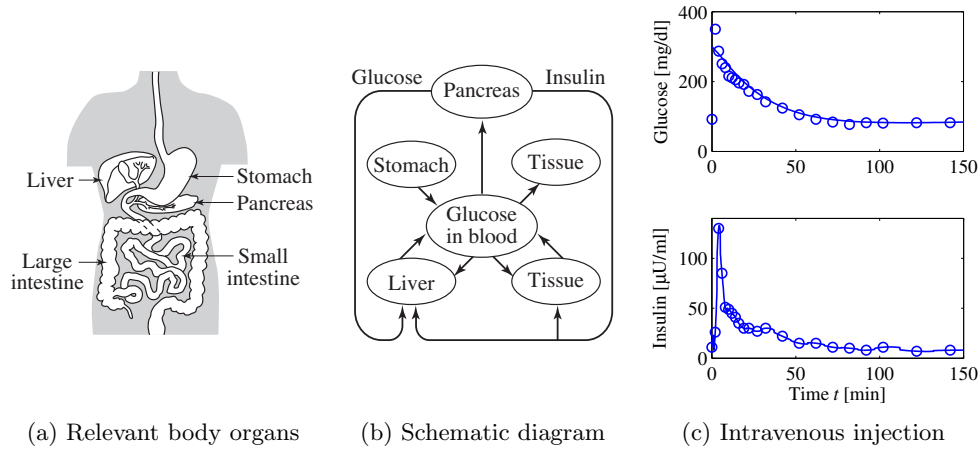 Liver
Stomach
Pancreas
Large
intestine
Small
intestine
(a) Relevant body organs
Glucose
Insulin
Pancreas
Stomach
Tissue
Glucose
in blood
Liver
Tissue
(b) Schematic diagram
Glucose [mg/dl]
400
200
0
0
50
100
150
Insulin [µU/ml]
100
0
0
50
100
150
Time t [min]
(c) Intravenous injection